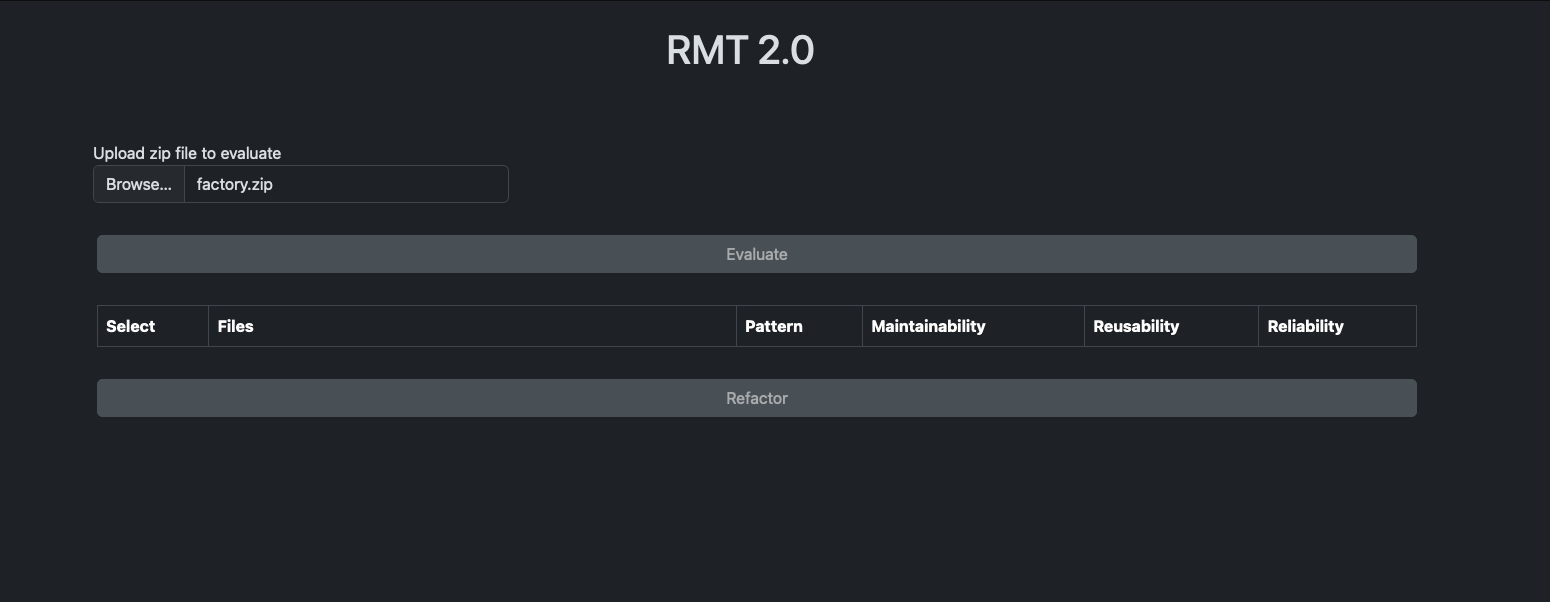 RMT 2.0
Upload zip file to evaluate
Browse... factory.zip
Evaluate
Select Files Pattern Maintainability Reusability Reliability
Refactor